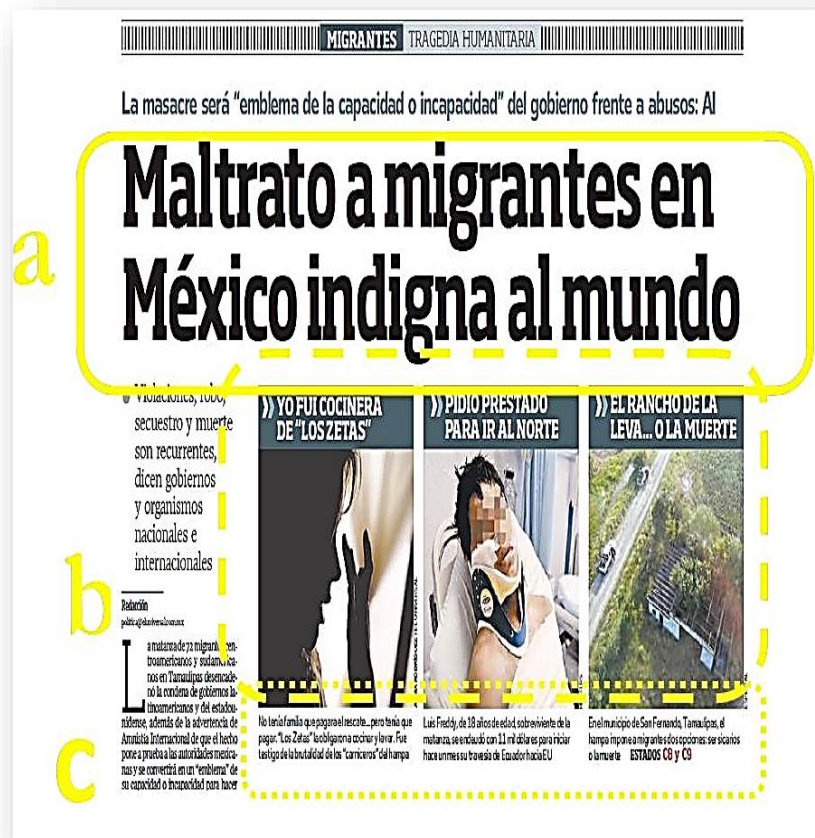 MIGRANTES TRAGEDIA HUMANITARIA
La masacre será "emblema de la capacidad o incapacidad" del gobierno frente a abusos: AI
Maltrato a migrantes en
México indigna al mundo
a
Violaciones, robo,
secuestro y muerte
son recurrentes,
dicen gobiernos
y organismos
nacionales e
internacionales
b
Redacción
politica@eluniversal.com.mx
La matanza de 72 migrantes cen-
troamericanos y sudamerica-
nos en Tamaulipas desencade-
nó la condena de gobiernos la-
tinoamericanos y del estadou-
nidense, además de la advertencia de
Amnistía Internacional de que el hecho
pone a prueba a las autoridades mexica-
nas y se convertirá en un "emblema" de
su capacidad o incapacidad para hacer
» YO FUI COCINERA
DE "LOS ZETAS"
No tenía familia que pagara el rescate... pero tenía que
pagar. "Los Zetas" la obligaron a cocinar y lavar. Fue
testigo de la brutalidad de los "carniceros" del hampa
» PIDIÓ PRESTADO
PARA IR AL NORTE
Luis Freddy, de 18 años de edad, sobreviviente de la
matanza, se endeudó con 11 mil dólares para iniciar
hace un mes su travesía de Ecuador hacia EU
» EL RANCHO DE LA
LEVA... O LA MUERTE
En el municipio de San Fernando, Tamaulipas, el
hampa impone a migrantes dos opciones: ser sicarios
o la muerte ESTADOS C8 y C9
c